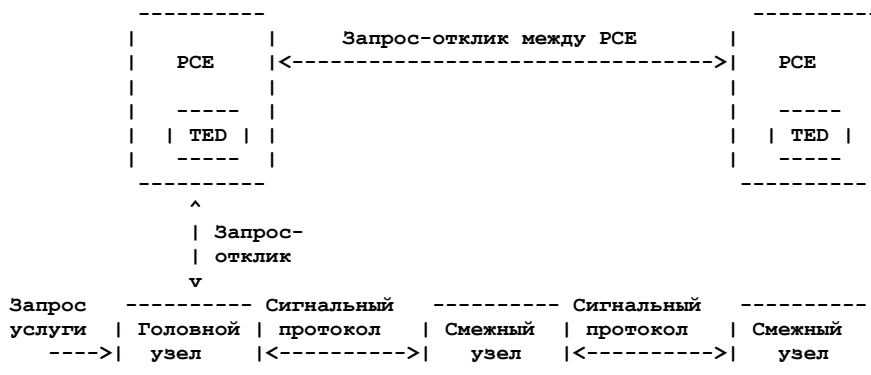 Запрос-отклик между PCE
PCE PCE
TED TED
Запрос-
отклик
Запрос Сигнальный Сигнальный
услуги Головной протокол Смежный протокол Смежный
узел узел узел